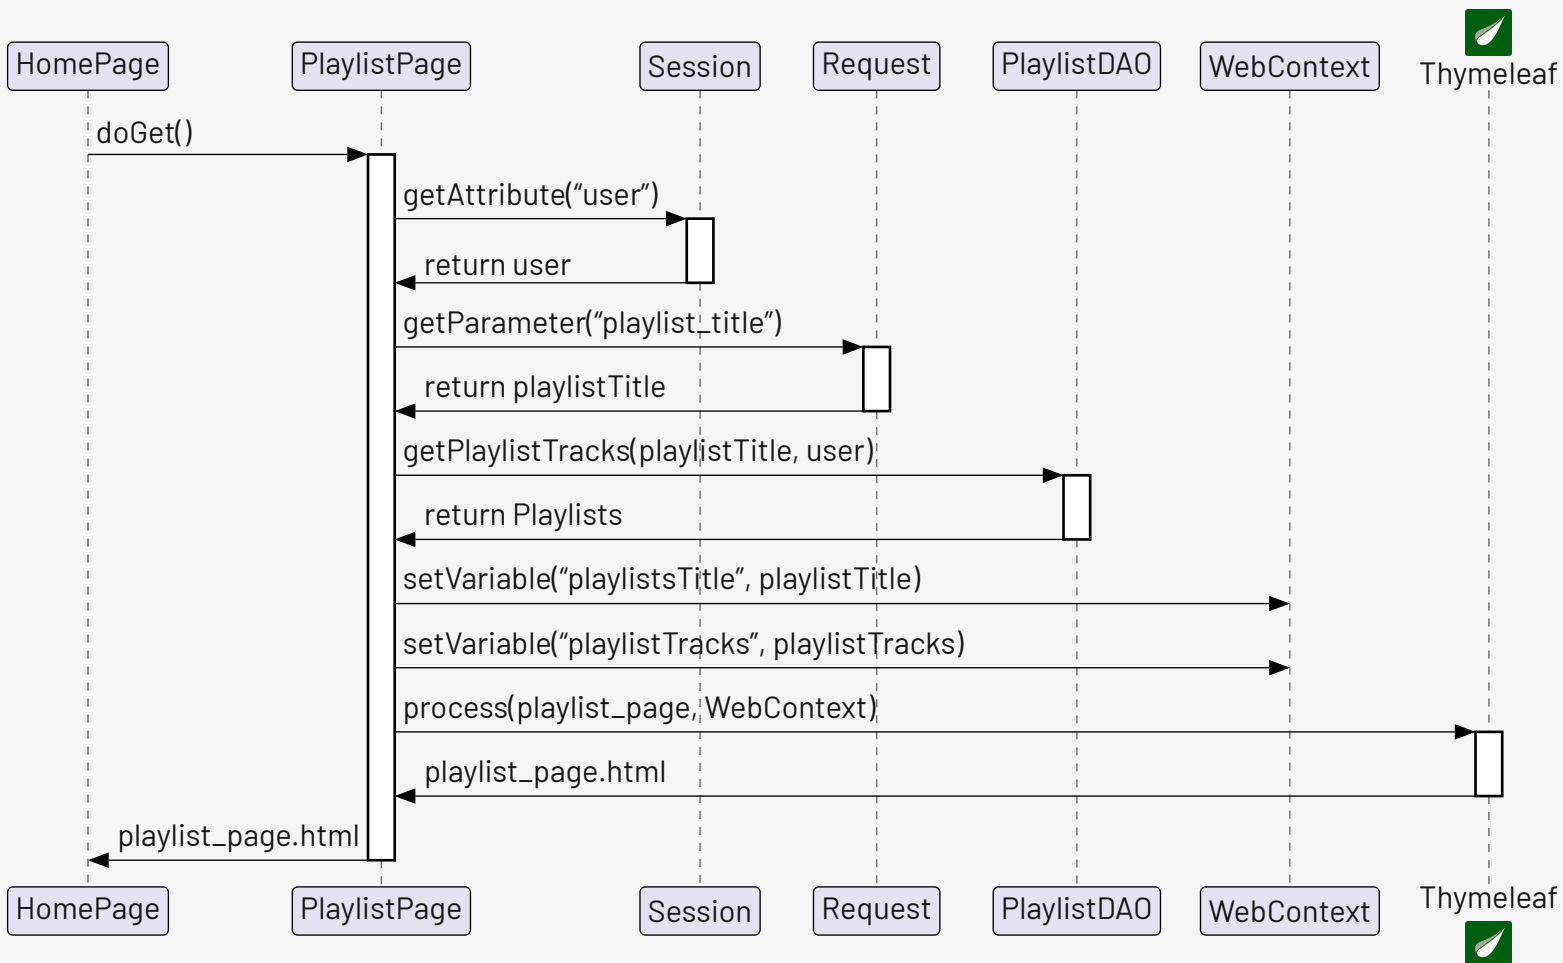 HomePage
PlaylistPage
Session
Request
PlaylistDAO
WebContext
Thymeleaf
doGet()
getAttribute(“user”)
return user
getParameter(“playlist_title”)
return playlistTitle
getPlaylistTracks(playlistTitle, user)
return Playlists
setVariable(“playlistsTitle”, playlistTitle)
setVariable(“playlistTracks”, playlistTracks)
process(playlist_page, WebContext)
playlist_page.html
playlist_page.html
HomePage
PlaylistPage
Session
Request
PlaylistDAO
WebContext
Thymeleaf